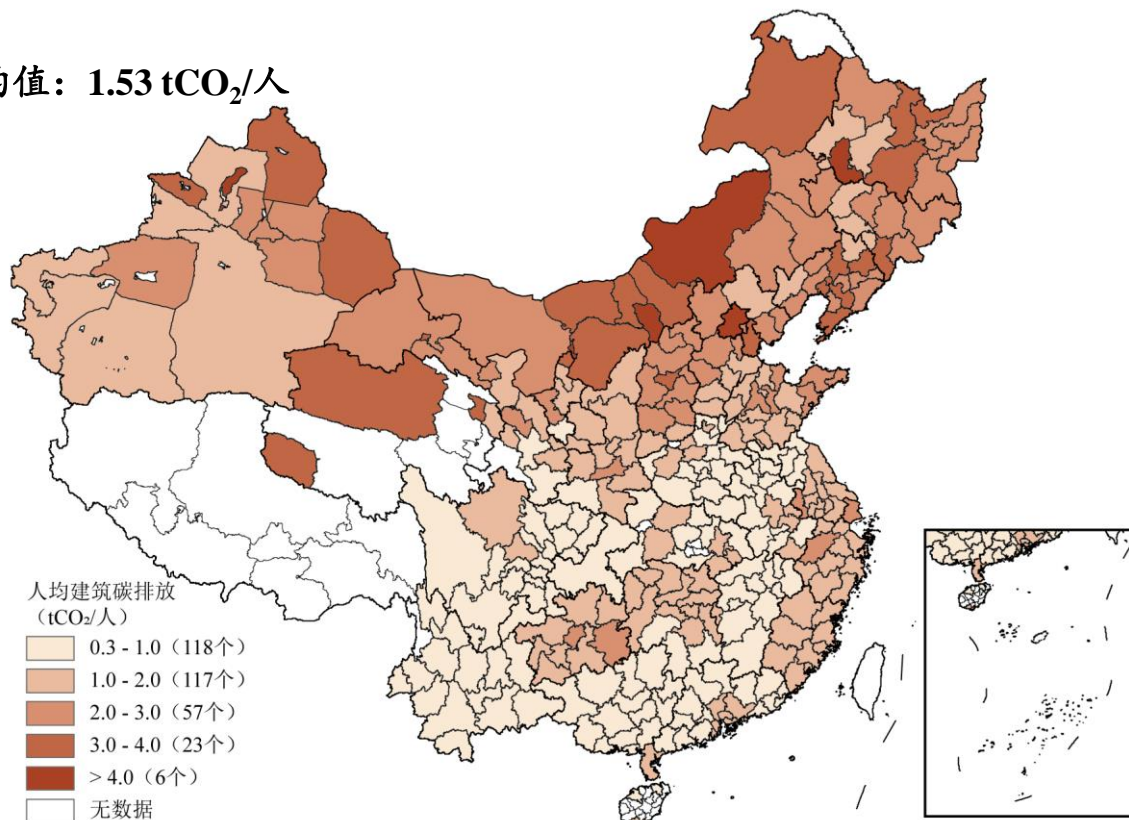 均值：1.53 tCO₂/人
人均建筑碳排放
（tCO₂/人）
0.3 - 1.0（118个）
1.0 - 2.0（117个）
2.0 - 3.0（57个）
3.0 - 4.0（23个）
> 4.0（6个）
无数据